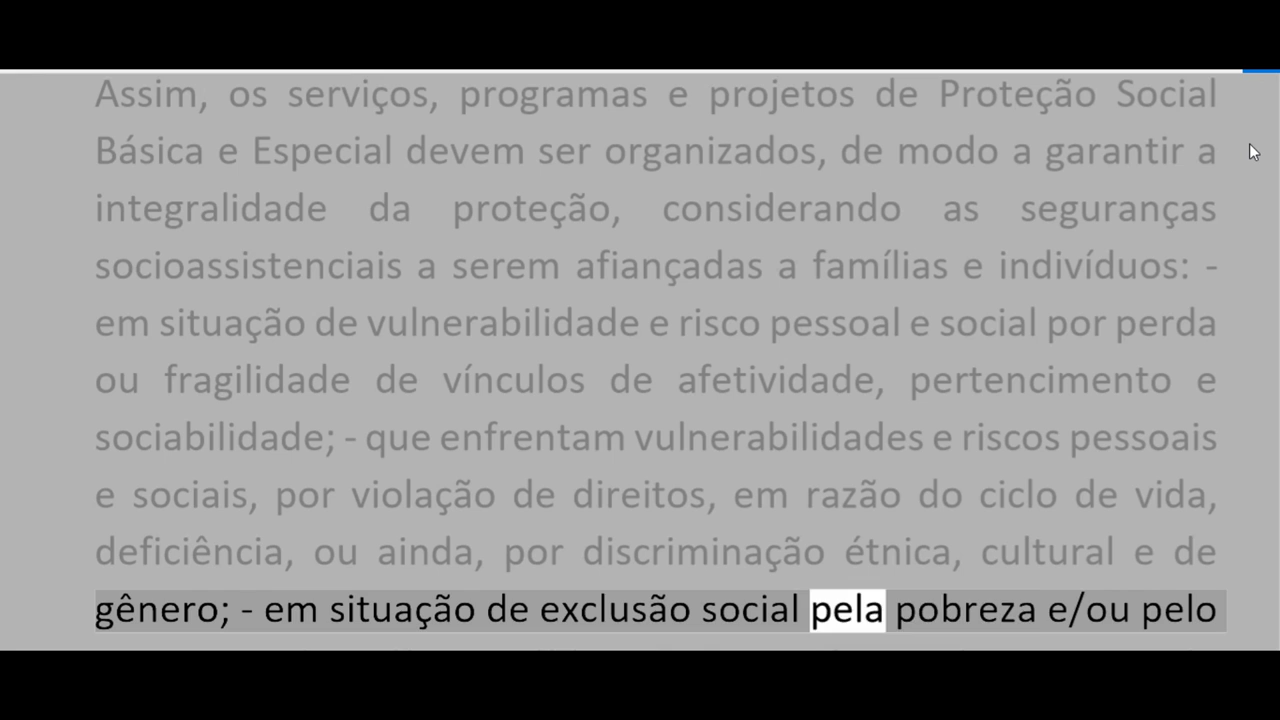 Assim, os serviços, programas e projetos de Proteção Social
Básica e Especial devem ser organizados, de modo a garantir a
integralidade da proteção, considerando as seguranças
socioassistenciais a serem afiançadas a famílias e indivíduos: -
em situação de vulnerabilidade e risco pessoal e social por perda
ou fragilidade de vínculos de afetividade, pertencimento e
sociabilidade; - que enfrentam vulnerabilidades e riscos pessoais
e sociais, por violação de direitos, em razão do ciclo de vida,
deficiência, ou ainda, por discriminação étnica, cultural e de
gênero; - em situação de exclusão social pela pobreza e/ou pelo